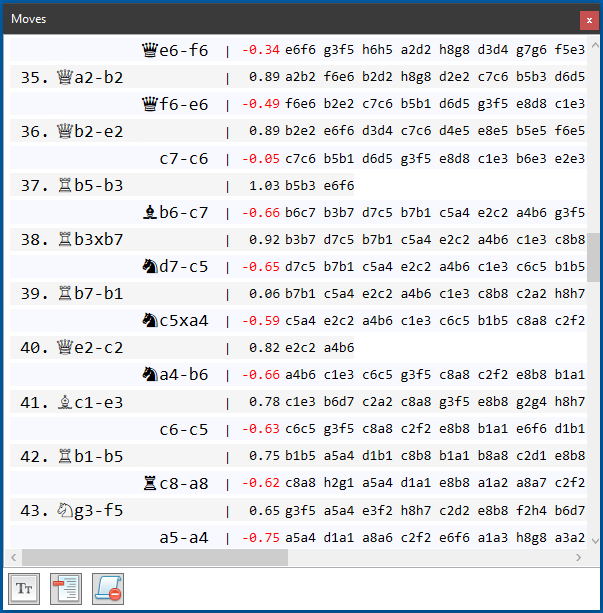 Moves x
♛e6-f6 | -0.34 e6f6 g3f5 h6h5 a2d2 h8g8 d3d4 g7g6 f5e3
35. ♕a2-b2 | 0.89 a2b2 f6e6 b2d2 h8g8 d2e2 c7c6 b5b3 d6d5
♛f6-e6 | -0.49 f6e6 b2e2 c7c6 b5b1 d6d5 g3f5 e8d8 c1e3
36. ♕b2-e2 | 0.89 b2e2 e6f6 d3d4 c7c6 d4e5 e8e5 b5e5 f6e5
c7-c6 | -0.05 c7c6 b5b1 d6d5 g3f5 e8d8 c1e3 b6e3 e2e3
37. ♖b5-b3 | 1.03 b5b3 e6f6
♝b6-c7 | -0.66 b6c7 b3b7 d7c5 b7b1 c5a4 e2c2 a4b6 g3f5
38. ♖b3xb7 | 0.92 b3b7 d7c5 b7b1 c5a4 e2c2 a4b6 c1e3 c8b8
♞d7-c5 | -0.65 d7c5 b7b1 c5a4 e2c2 a4b6 c1e3 c6c5 b1b5
39. ♖b7-b1 | 0.06 b7b1 c5a4 e2c2 a4b6 c1e3 c8b8 c2a2 h8h7
♞c5xa4 | -0.59 c5a4 e2c2 a4b6 c1e3 c6c5 b1b5 c8a8 c2f2
40. ♕e2-c2 | 0.82 e2c2 a4b6
♞a4-b6 | -0.66 a4b6 c1e3 c6c5 g3f5 c8a8 c2f2 e8b8 b1a1
41. ♗c1-e3 | 0.78 c1e3 b6d7 c2a2 c8a8 g3f5 e8b8 g2g4 h8h7
c6-c5 | -0.63 c6c5 g3f5 c8a8 c2f2 e8b8 b1a1 e6f6 d1b1
42. ♖b1-b5 | 0.75 b1b5 a5a4 d1b1 c8b8 b1a1 b8a8 c2d1 e8b8
♜c8-a8 | -0.62 c8a8 h2g1 a5a4 d1a1 e8b8 a1a2 a8a7 c2f2
43. ♘g3-f5 | 0.65 g3f5 a5a4 e3f2 h8h7 c2d2 e8b8 f2h4 b6d7
a5-a4 | -0.75 a5a4 d1a1 a8a6 c2f2 e6f6 a1a3 h8g8 a3a2
TT